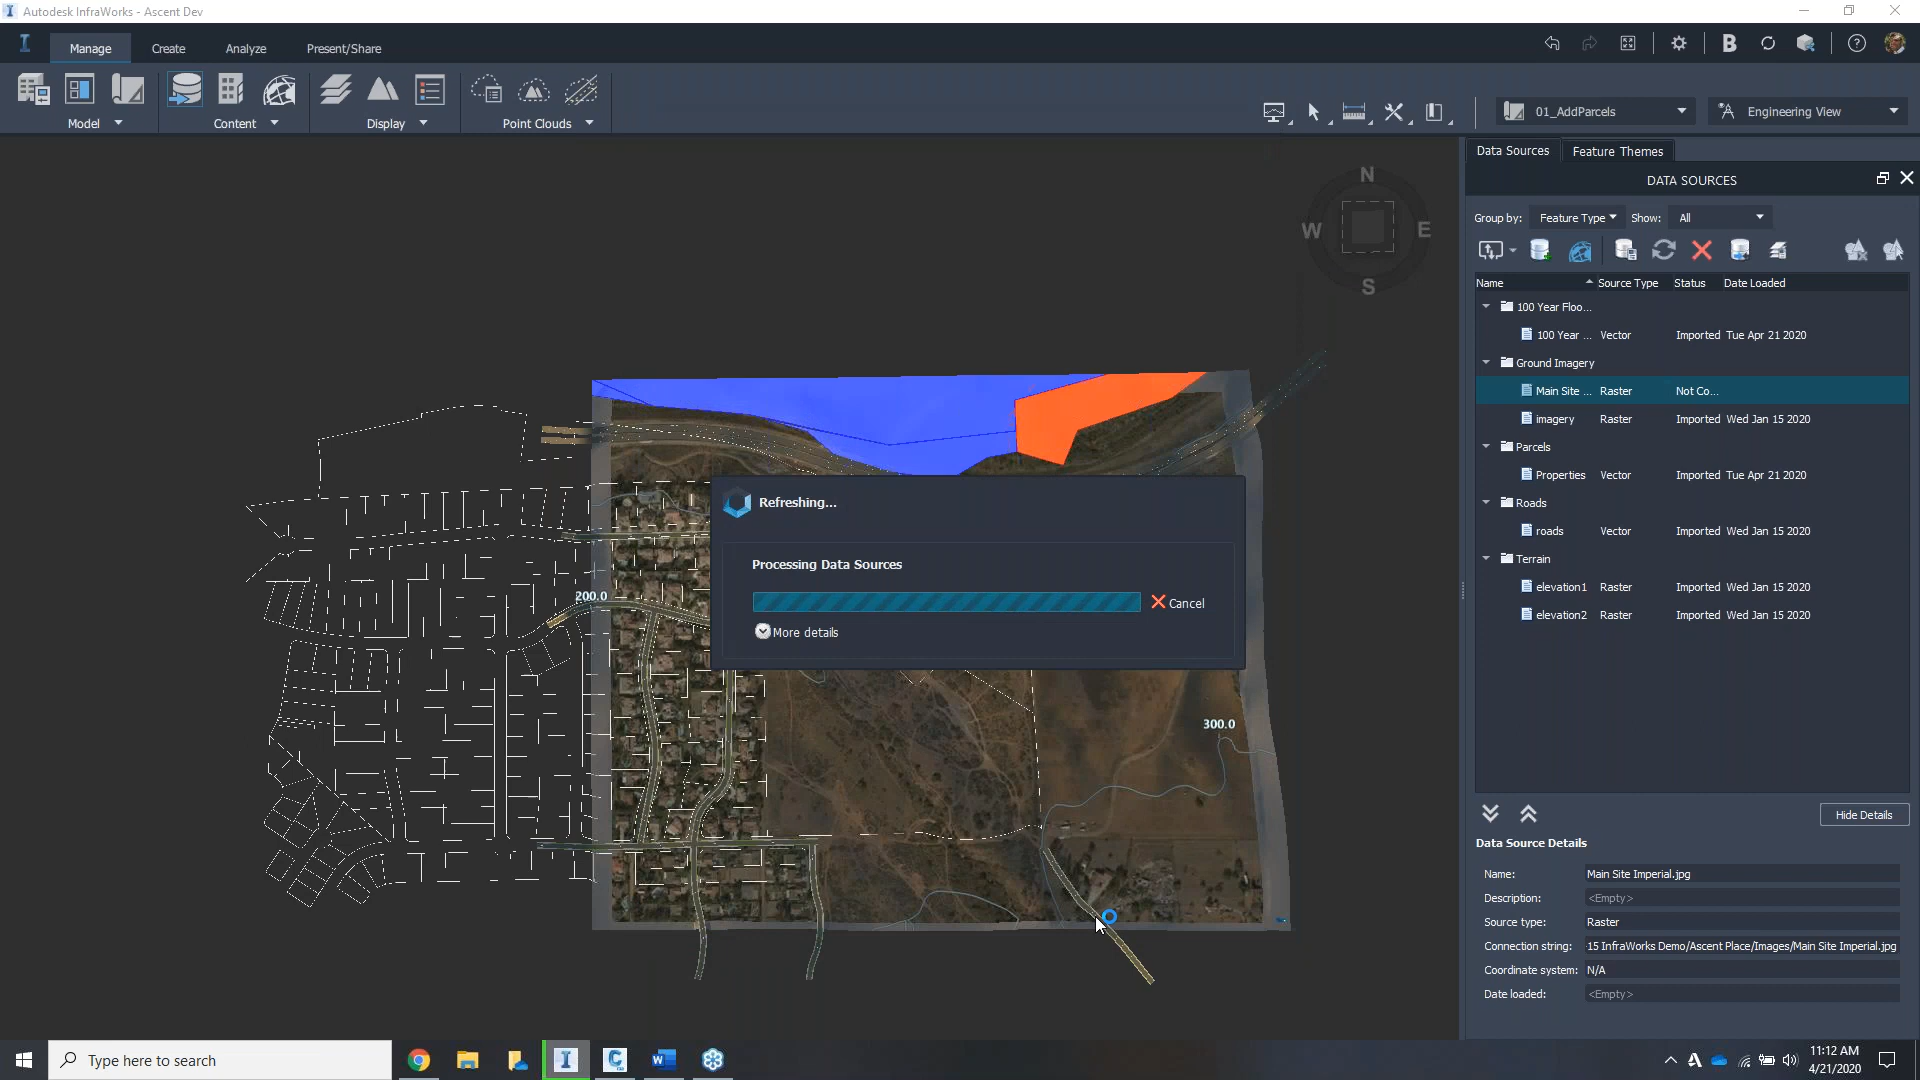 Autodesk InfraWorks - Ascent Dev
Manage
Create
Analyze
Present/Share
Model
Content
Display
Point Clouds
01_AddParcels
Engineering View
N
W
E
S
200.0
300.0
Refreshing...
Processing Data Sources
Cancel
More details
Data Sources
Feature Themes
DATA SOURCES
Group by: Feature Type Show: All
Name Source Type Status Date Loaded
100 Year Floo...
100 Year ... Vector Imported Tue Apr 21 2020
Ground Imagery
Main Site ... Raster Not Co...
imagery Raster Imported Wed Jan 15 2020
Parcels
Properties Vector Imported Tue Apr 21 2020
Roads
roads Vector Imported Wed Jan 15 2020
Terrain
elevation1 Raster Imported Wed Jan 15 2020
elevation2 Raster Imported Wed Jan 15 2020
Hide Details
Data Source Details
Name: Main Site Imperial.jpg
Description: <Empty>
Source type: Raster
Connection string: 15 InfraWorks Demo/Ascent Place/Images/Main Site Imperial.jpg
Coordinate system: N/A
Date loaded: <Empty>
Type here to search
11:12 AM
4/21/2020